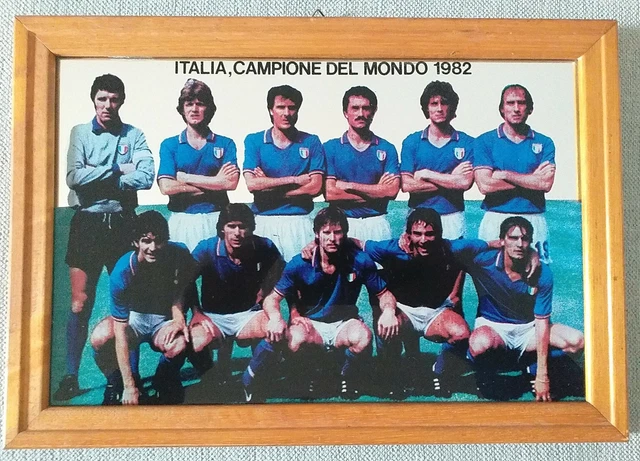 ITALIA, CAMPIONE DEL MONDO 1982